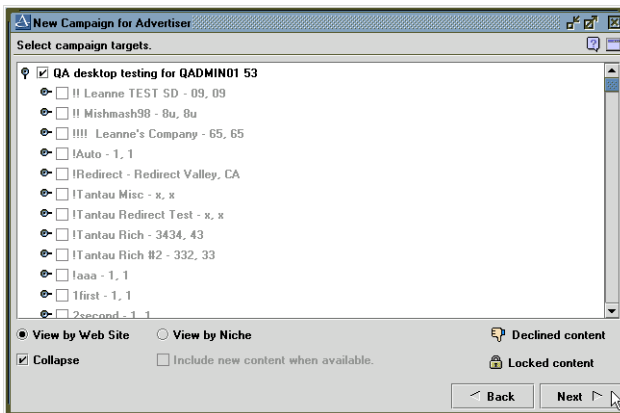 New Campaign for Advertiser
Select campaign targets.
QA desktop testing for QADMIN01 53
!! Leanne TEST SD - 09, 09
!! Mishmash98 - 8u, 8u
!!!! Leanne's Company - 65, 65
!Auto - 1, 1
!Redirect - Redirect Valley, CA
!Tantau Misc - x, x
!Tantau Redirect Test - x, x
!Tantau Rich - 3434, 43
!Tantau Rich #2 - 332, 33
!aaa - 1, 1
1first - 1, 1
2second - 1, 1
View by Web Site View by Niche Declined content
Collapse Include new content when available. Locked content
Back Next